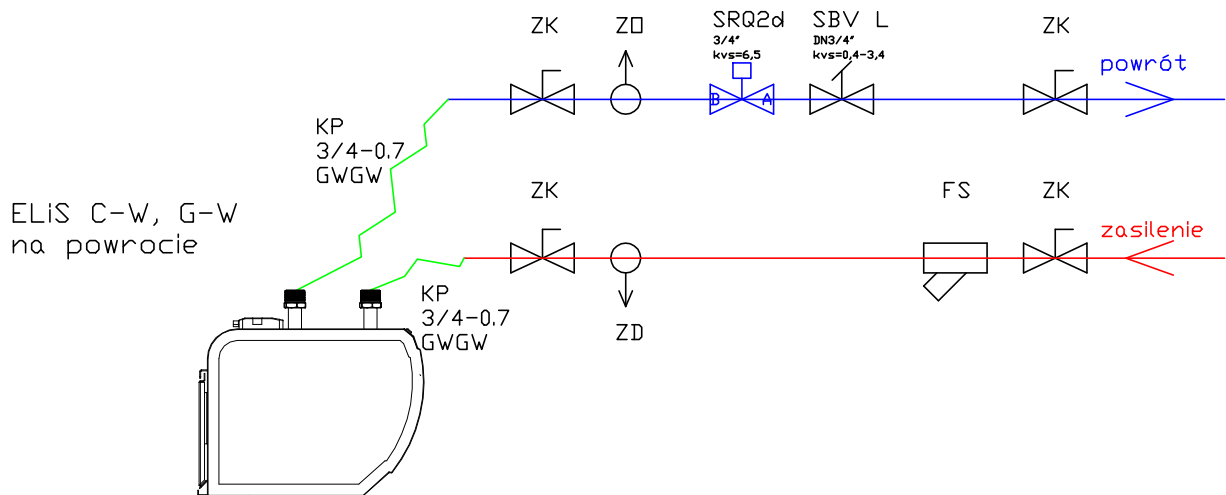 ZK
ZO
SRQ2d
3/4"
kvs=6,5
SBV L
DN3/4"
kvs=0,4-3,4
ZK
powrót
B
A
KP
3/4-0.7
GWGW
ELiS C-W, G-W
na powrocie
ZK
FS
ZK
zasilenie
KP
3/4-0.7
GWGW
ZD